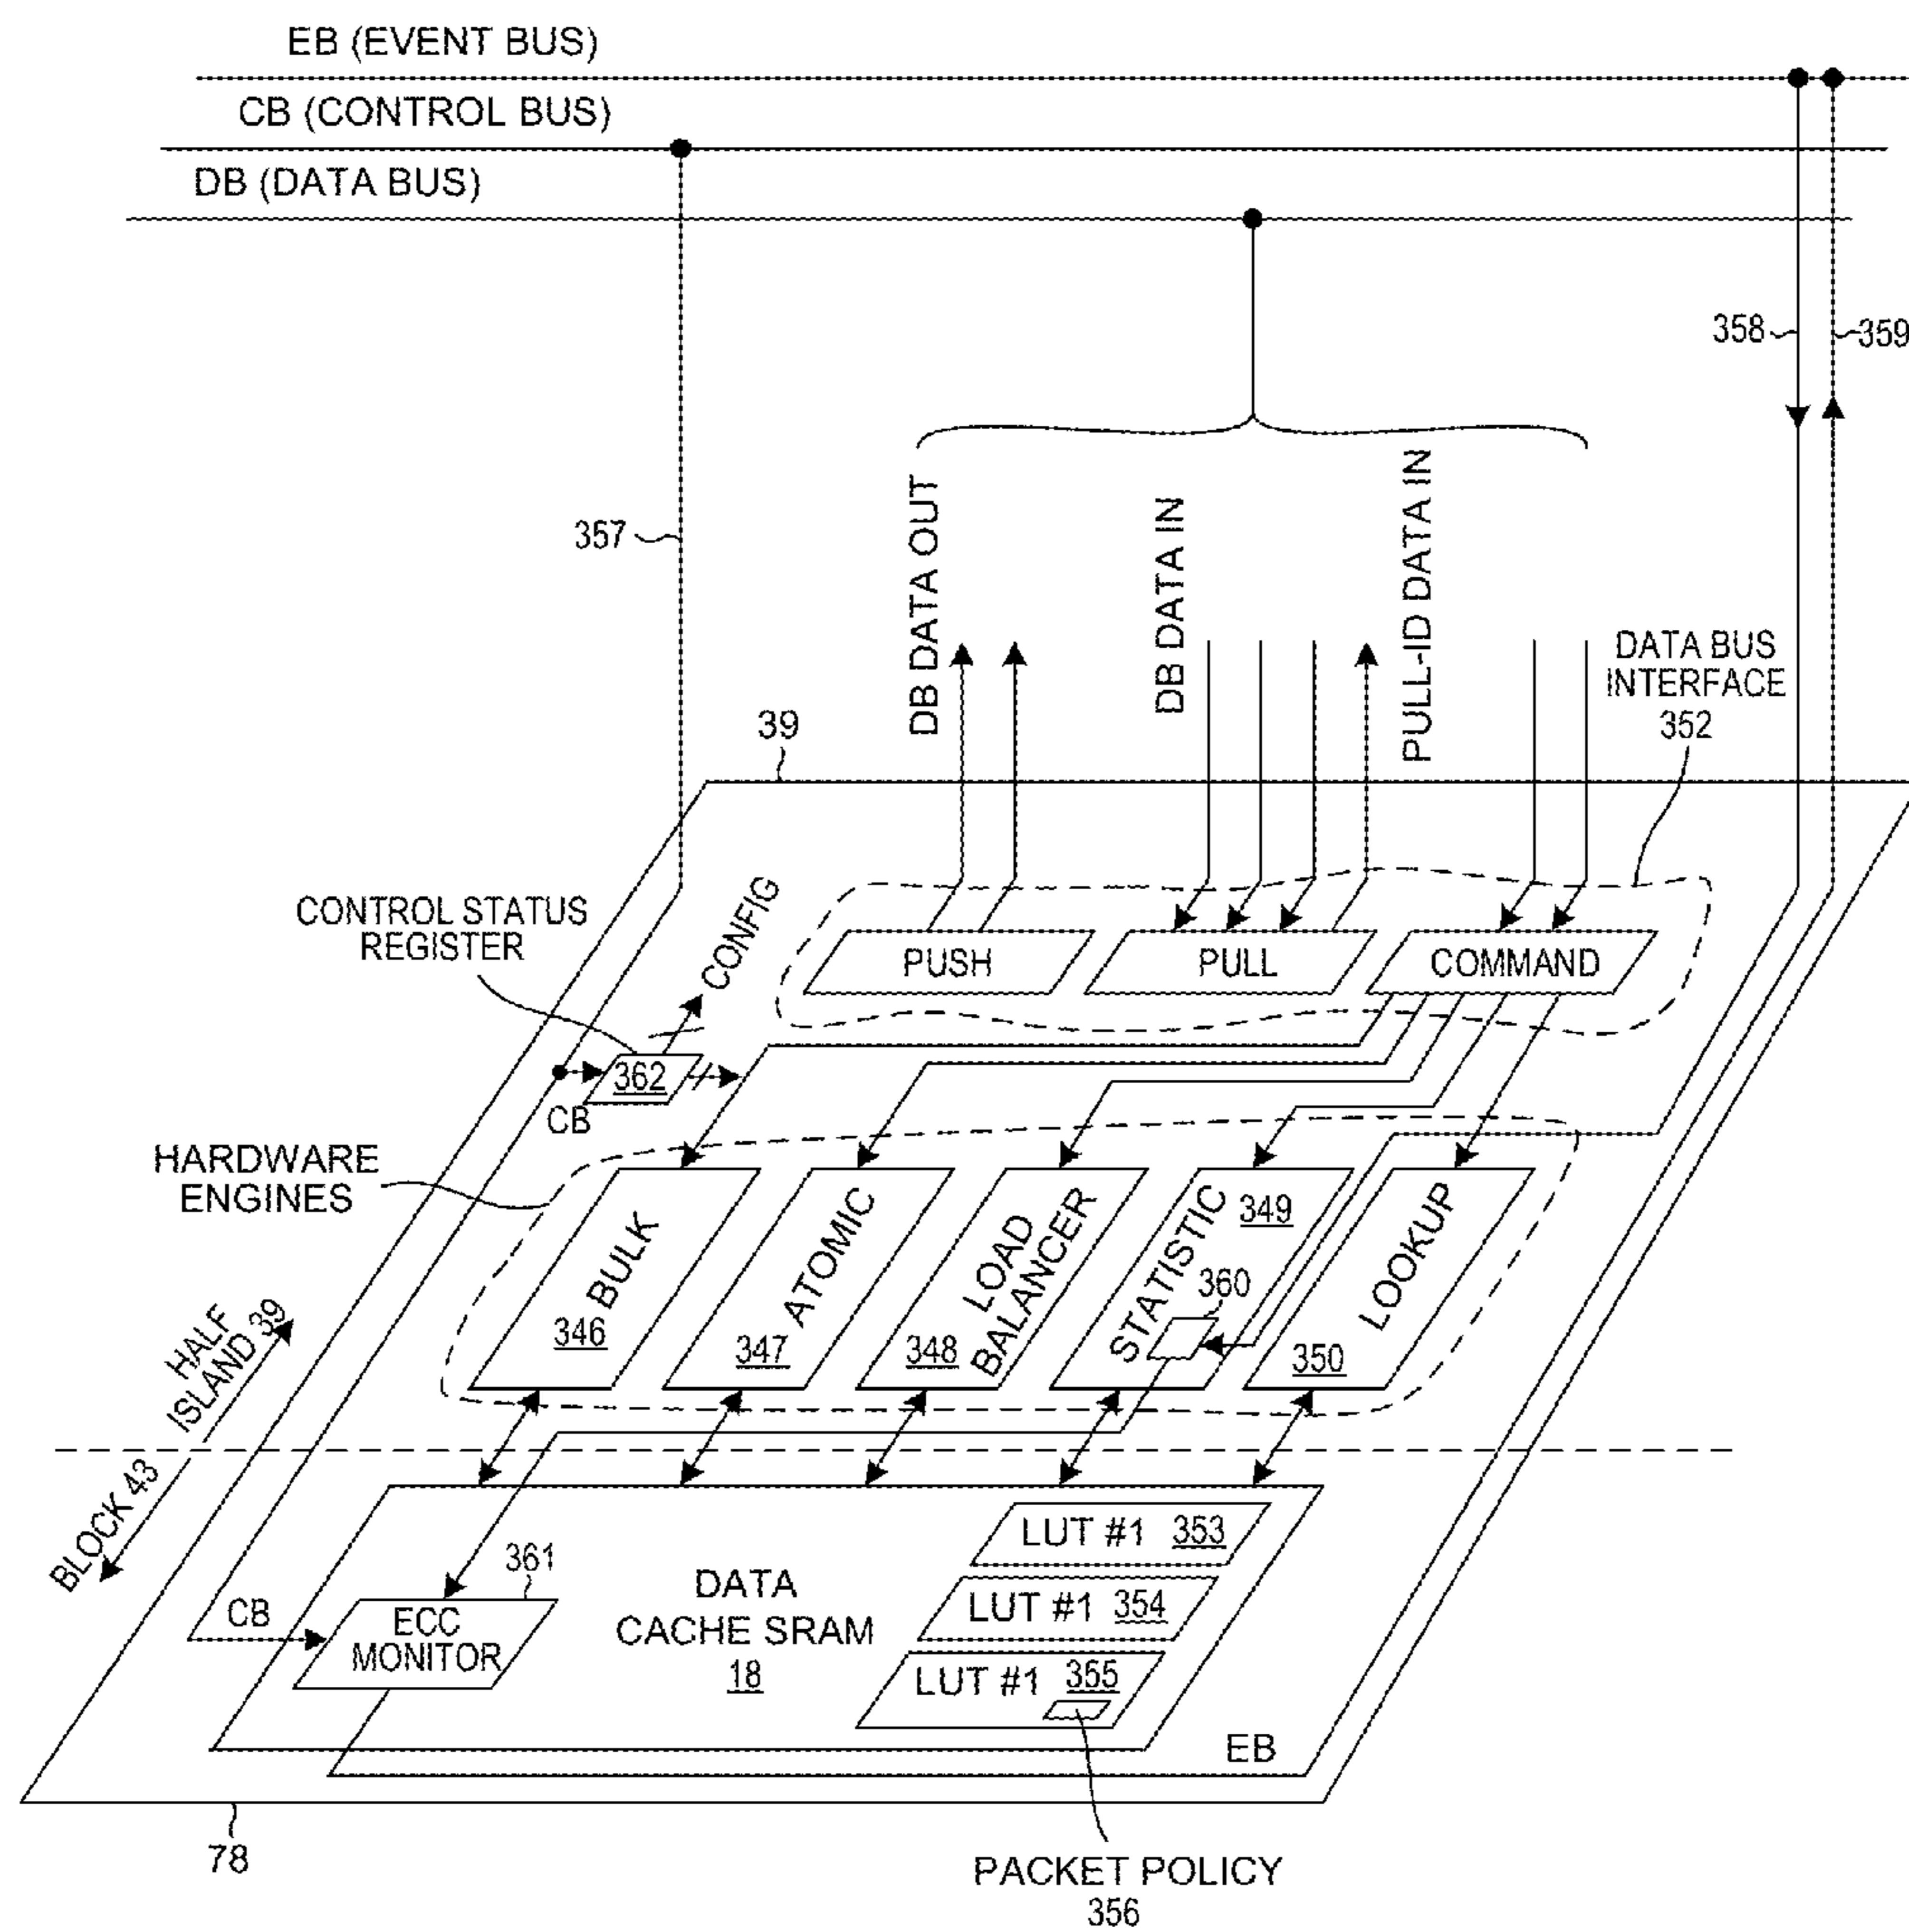 EB (EVENT BUS)
CB (CONTROL BUS)
DB (DATA BUS)
358
359
357
DB DATA OUT
DB DATA IN
PULL-ID DATA IN
DATA BUS
INTERFACE
352
39
CONTROL STATUS
REGISTER
CONFIG
PUSH
PULL
COMMAND
362
CB
HARDWARE
ENGINES
BULK
346
ATOMIC
347
LOAD
BALANCER
348
STATISTIC
349
360
LOOKUP
350
HALF
ISLAND 39
BLOCK 43
CB
361
ECC
MONITOR
DATA
CACHE SRAM
18
LUT #1 353
LUT #1 354
LUT #1 355
EB
78
PACKET POLICY
356